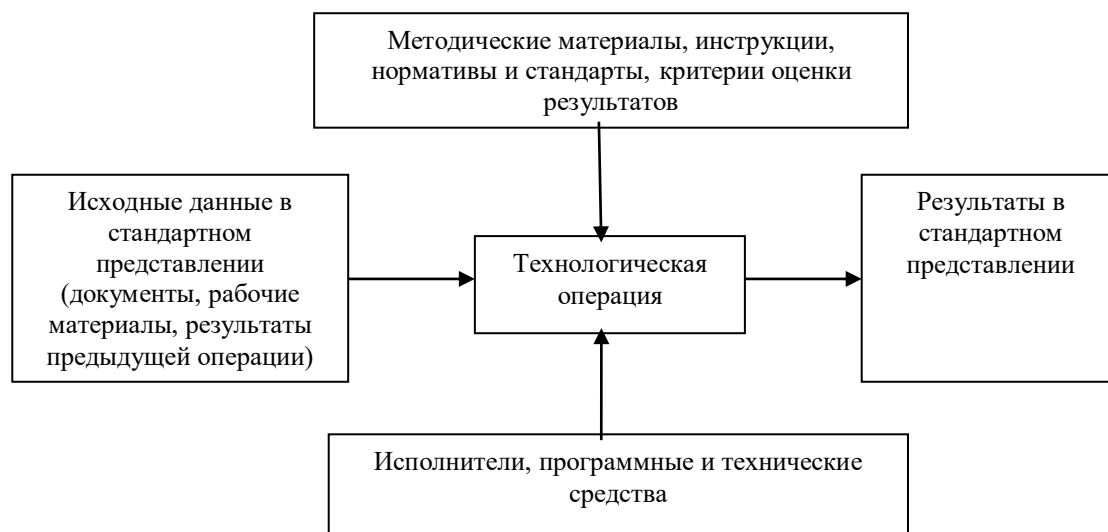 Методические материалы, инструкции,
нормативы и стандарты, критерии оценки
результатов
Исходные данные в
стандартном
представлении
(документы, рабочие
материалы, результаты
предыдущей операции)
Технологическая
операция
Результаты в
стандартном
представлении
Исполнители, программные и технические
средства